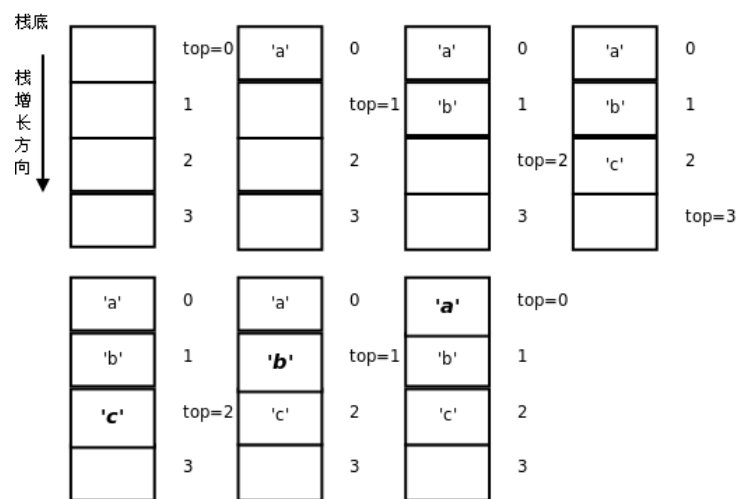 栈底
栈增长方向
top=0 'a' 0 'a' 0 'a' 0
1 top=1 'b' 1 'b' 1
2 2 top=2 'c' 2
3 3 3 top=3
'a' 0 'a' 0 'a' top=0
'b' 1 'b' top=1 'b' 1
'c' top=2 'c' 2 'c' 2
3 3 3